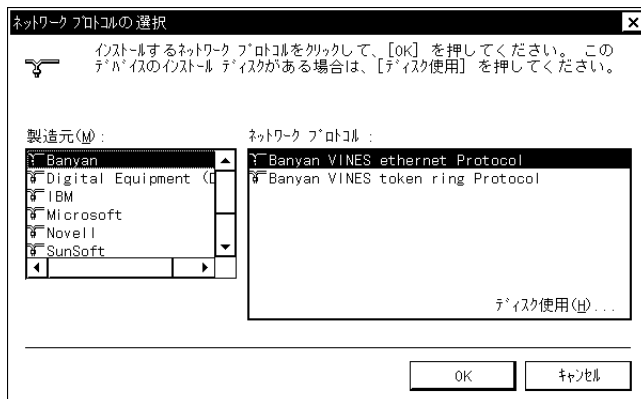 ﾈｯﾄﾜｰｸ ﾌﾟﾛﾄｺﾙの選択
ｲﾝｽﾄｰﾙするﾈｯﾄﾜｰｸ ﾌﾟﾛﾄｺﾙをｸﾘｯｸして、[OK] を押してください。 この
ﾃﾞﾊﾞｲｽのｲﾝｽﾄｰﾙ ﾃﾞｨｽｸがある場合は、[ﾃﾞｨｽｸ使用] を押してください。
製造元(M):
Banyan
Digital Equipment (D
IBM
Microsoft
Novell
SunSoft
ﾈｯﾄﾜｰｸ ﾌﾟﾛﾄｺﾙ :
Banyan VINES ethernet Protocol
Banyan VINES token ring Protocol
ﾃﾞｨｽｸ使用(H)...
OK
ｷｬﾝｾﾙ